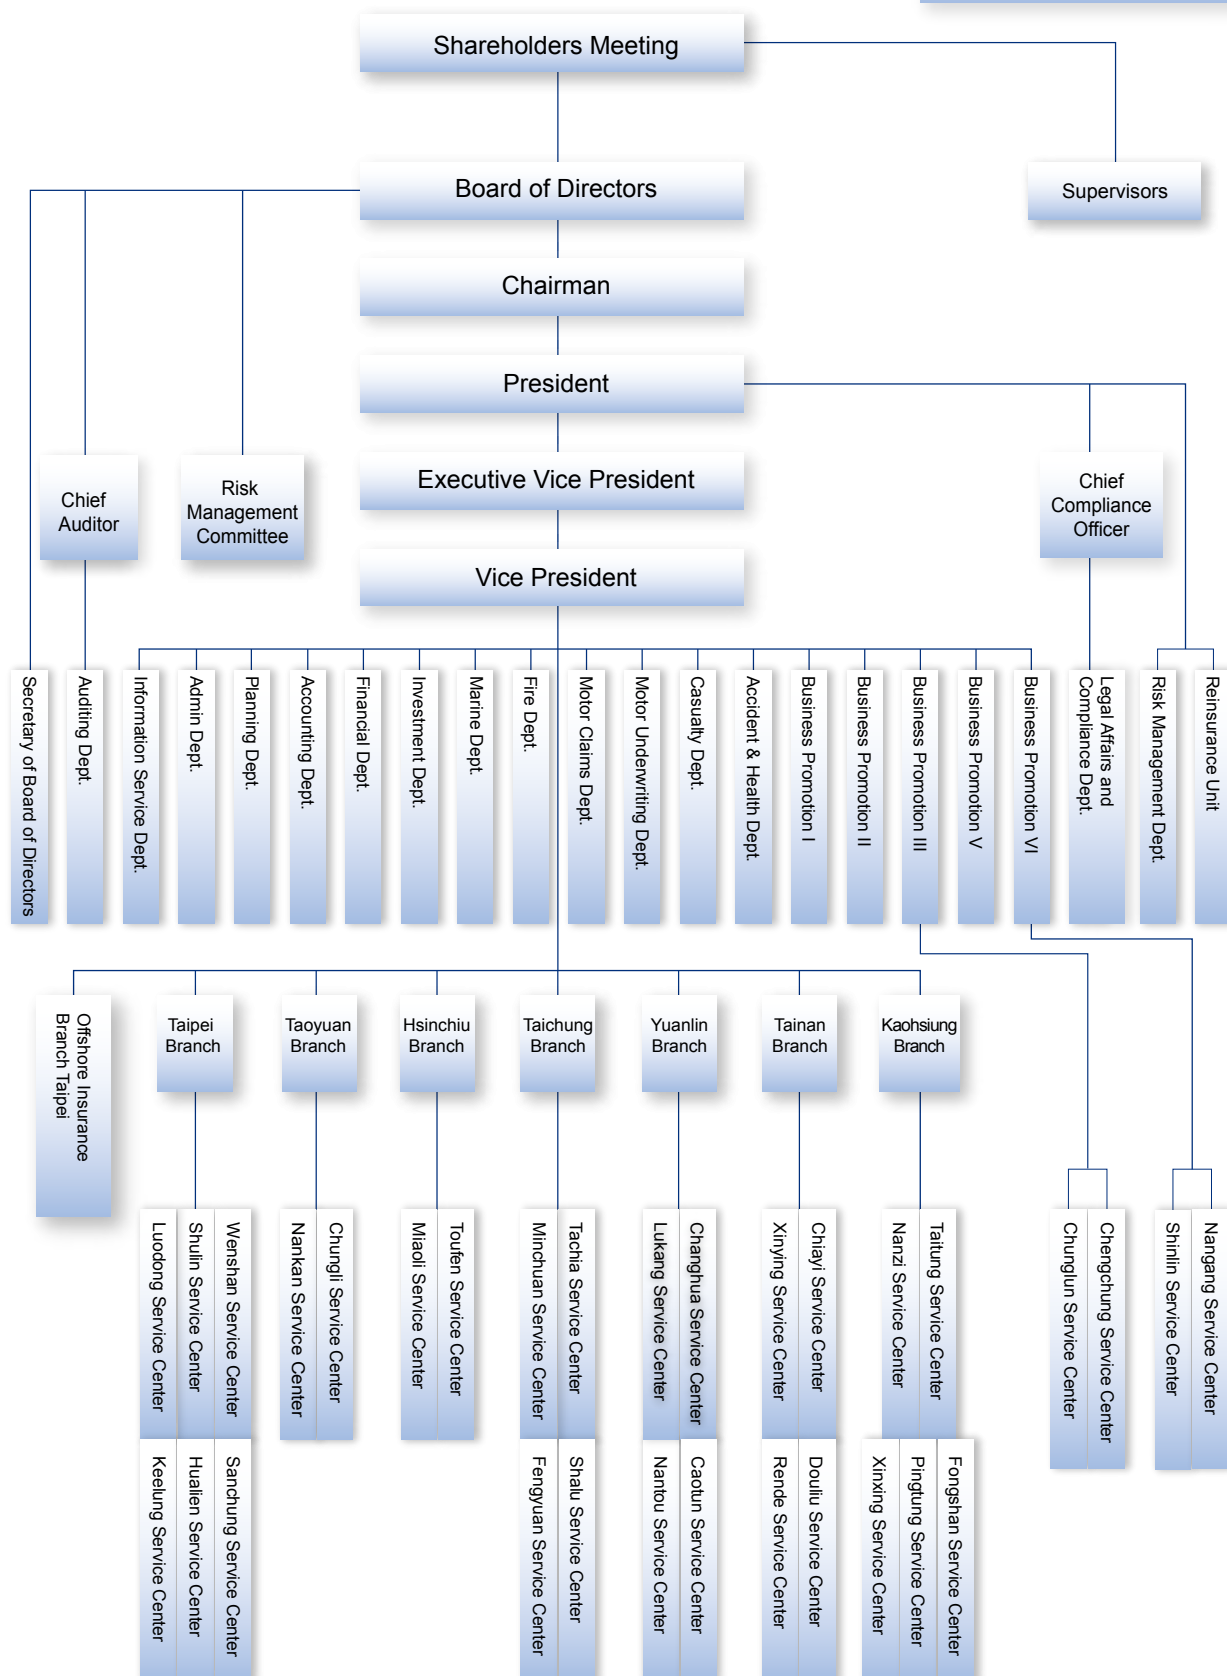 Shareholders Meeting
Board of Directors
Supervisors
Chairman
President
Executive Vice President
Vice President
Chief
Auditor
Risk
Management
Committee
Chief
Compliance
Officer
Secretary of Board of Directors
Auditing Dept.
Information Service Dept.
Admin Dept.
Planning Dept.
Accounting Dept.
Financial Dept.
Investment Dept.
Marine Dept.
Fire Dept.
Motor Claims Dept.
Motor Underwriting Dept.
Casualty Dept.
Accident & Health Dept.
Business Promotion I
Business Promotion II
Business Promotion III
Business Promotion V
Business Promotion VI
Legal Affairs and
Compliance Dept.
Risk Management Dept.
Reinsurance Unit
Offshore Insurance
Branch Taipei
Taipei
Branch
Taoyuan
Branch
Hsinchiu
Branch
Taichung
Branch
Yuanlin
Branch
Tainan
Branch
Kaohsiung
Branch
Luodong Service Center
Shulin Service Center
Wenshan Service Center
Nankan Service Center
Chungli Service Center
Miaoli Service Center
Toufen Service Center
Minchuan Service Center
Tachia Service Center
Lukang Service Center
Changhua Service Center
Xinying Service Center
Chiayi Service Center
Nanzi Service Center
Taitung Service Center
Chunglun Service Center
Chengchung Service Center
Shinlin Service Center
Nangang Service Center
Keelung Service Center
Hualien Service Center
Sanchung Service Center
Fengyuan Service Center
Shalu Service Center
Nantou Service Center
Caotun Service Center
Rende Service Center
Douliu Service Center
Xinxing Service Center
Pingtung Service Center
Fongshan Service Center